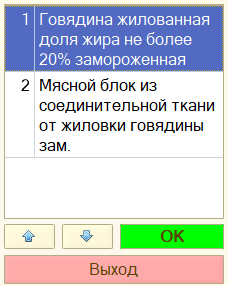 1 Говядина жилованная
доля жира не более
20% замороженная
2 Мясной блок из
соединительной ткани
от жиловки говядины
зам.
OK
Выход